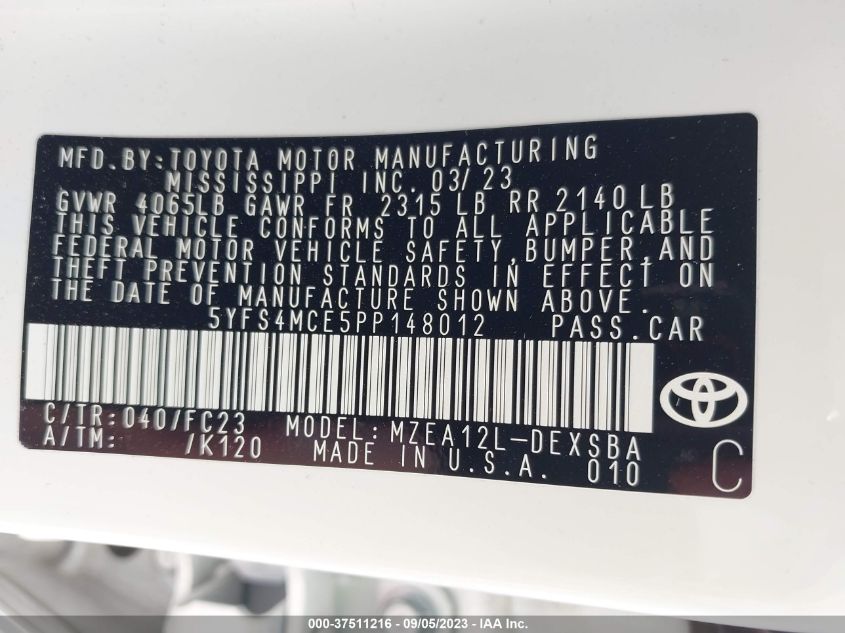 MFD.BY:TOYOTA MOTOR MANUFACTURING
MISSISSIPPI INC. 03/23
GVWR 4065LB GAWR FR 2315LB RR 2140LB
THIS VEHICLE CONFORMS TO ALL APPLICABLE
FEDERAL MOTOR VEHICLE SAFETY,BUMPER,AND
THEFT PREVENTION STANDARDS IN EFFECT ON
THE DATE OF MANUFACTURE SHOWN ABOVE.
5YFS4MCE5PP148012 PASS.CAR
C/TR:040/FC23 MODEL:MZEA12L-DEXSBA
A/TM: /K120 MADE IN U.S.A. 010 C
000-37511216 - 09/05/2023 - Copyright © 2023 IAA, Inc.